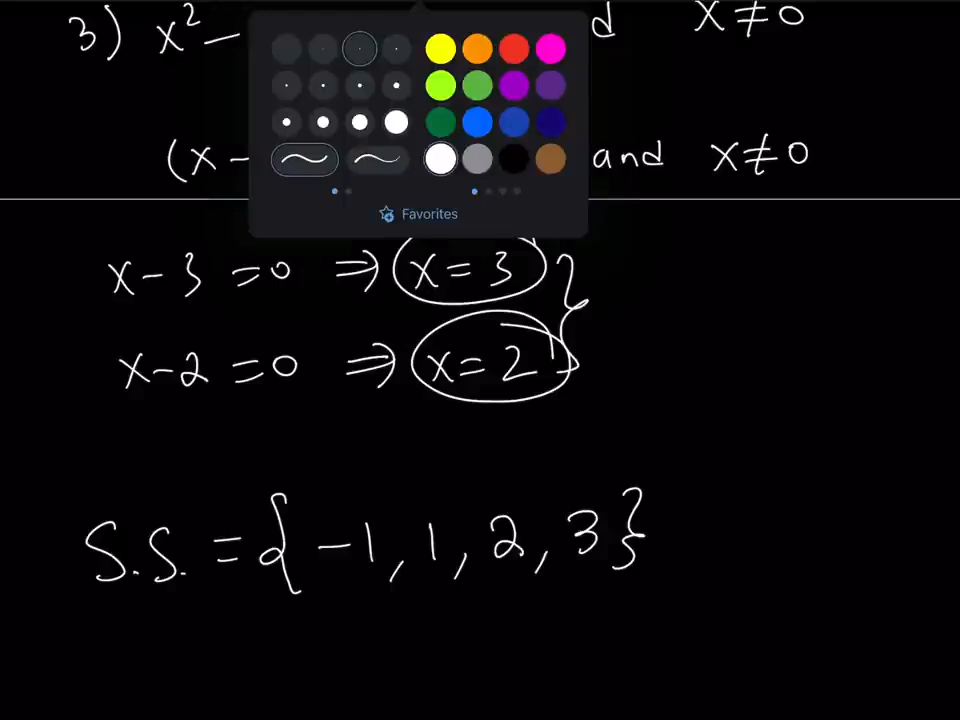 3) x² – d x ≠ 0
(x – and x ≠ 0
Favorites
x – 3 = 0 ⇒ x = 3 }
x – 2 = 0 ⇒ x = 2
S.S. = { –1, 1, 2, 3 }